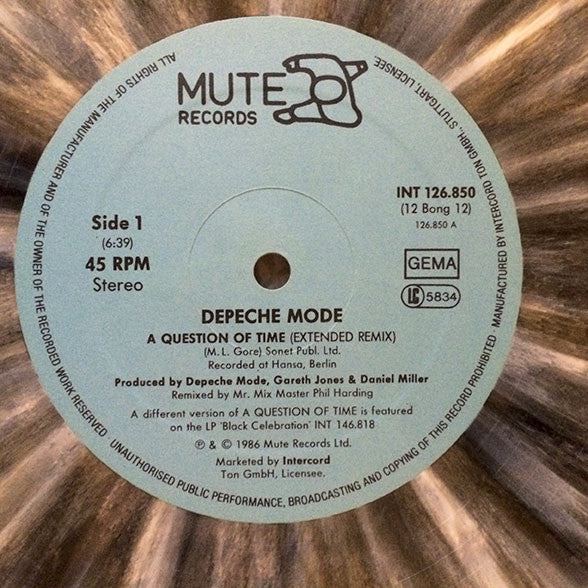 MUTE
RECORDS
INT 126.850
(12 Bong 12)
126.850 A
Side 1
(6:39)
45 RPM
Stereo
GEMA
LC 5834
DEPECHE MODE
A QUESTION OF TIME (EXTENDED REMIX)
(M. L. Gore) Sonet Publ. Ltd.
Recorded at Hansa, Berlin
Produced by Depeche Mode, Gareth Jones & Daniel Miller
Remixed by Mr. Mix Master Phil Harding
A different version of A QUESTION OF TIME is featured
on the LP 'Black Celebration' INT 146.818
℗ & © 1986 Mute Records Ltd.
Marketed by Intercord
Ton GmbH, Licensee.
ALL RIGHTS OF THE MANUFACTURER AND OF THE OWNER OF THE RECORDED WORK RESERVED · UNAUTHORISED PUBLIC PERFORMANCE, BROADCASTING AND COPYING OF THIS RECORD PROHIBITED · MANUFACTURED BY INTERCORD TON GMBH, STUTTGART, LICENSEE